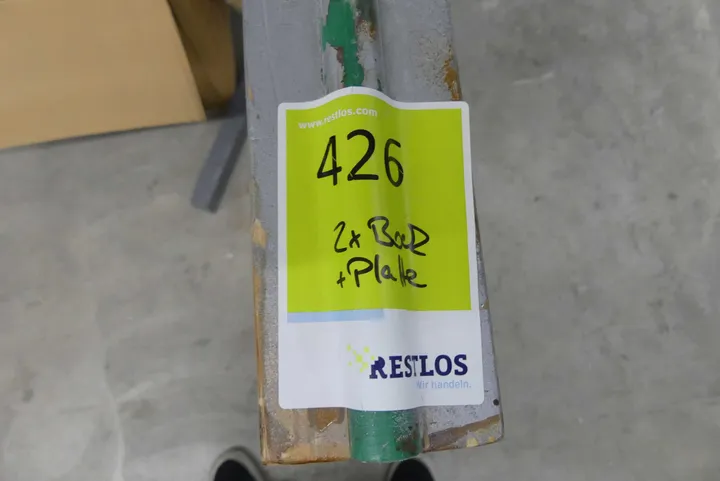 www.restlos.com
426
2x Bock
+ Platte
RESTLOS
Wir handeln.